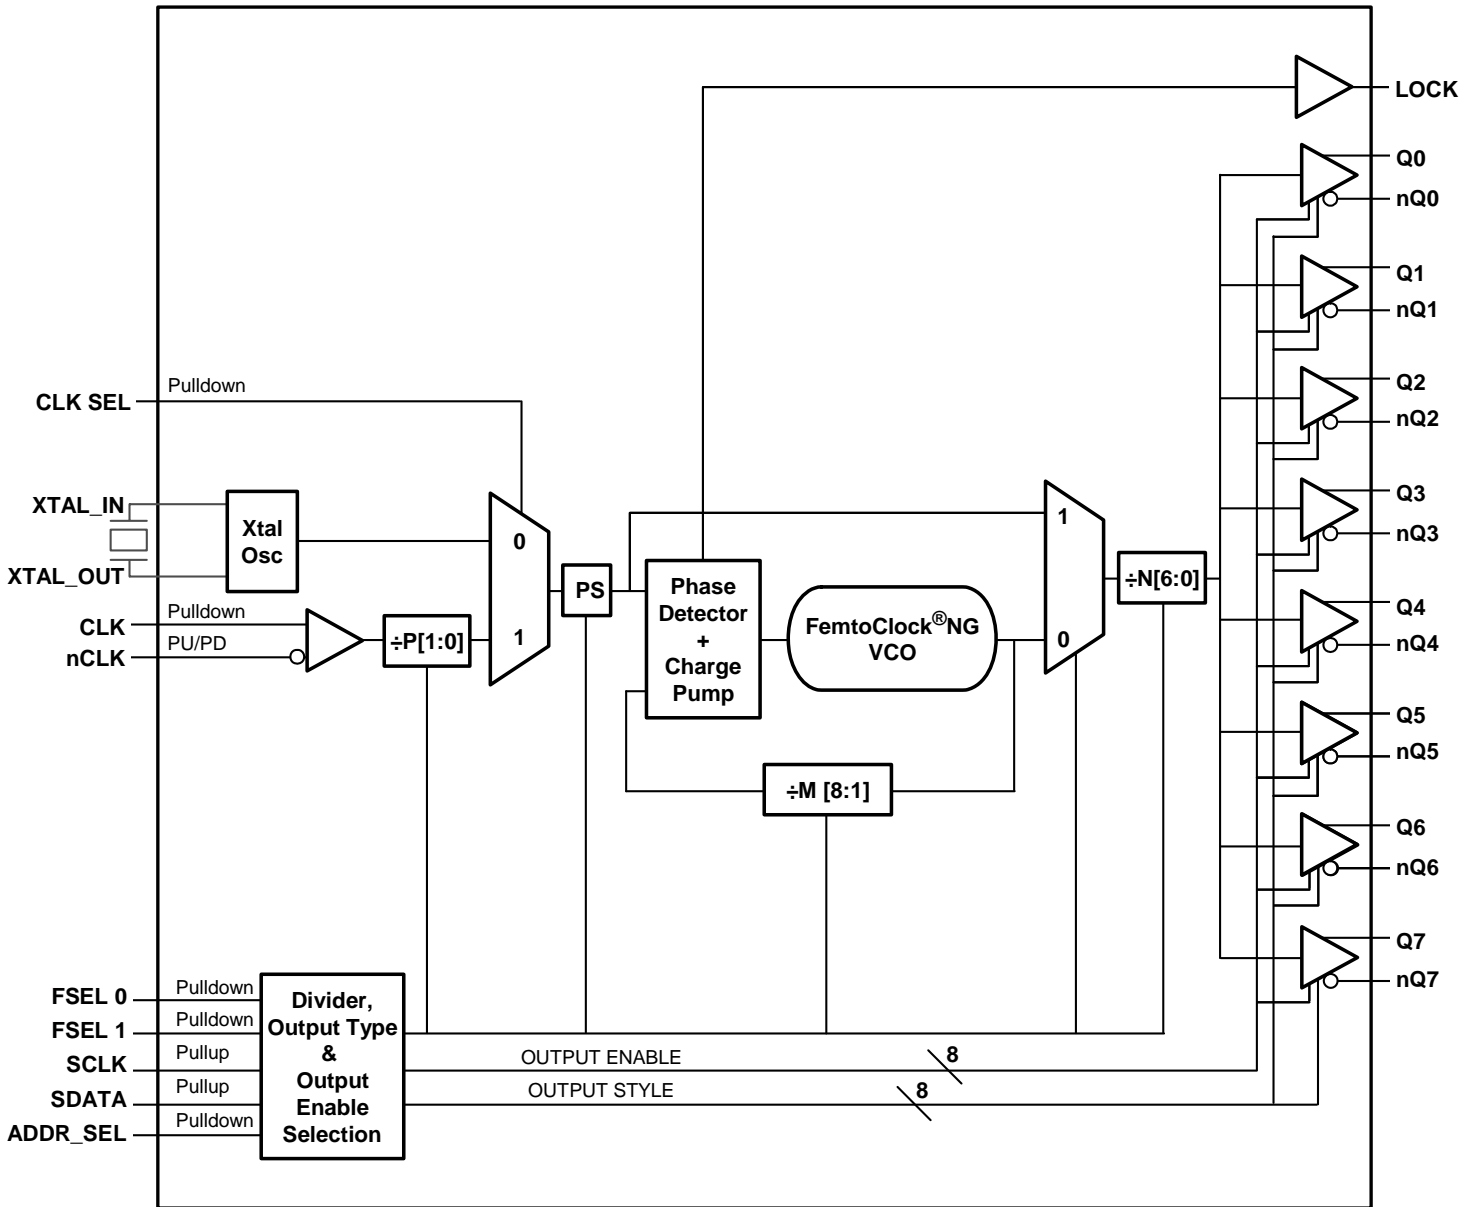 LOCK
Q0
nQ0
Q1
nQ1
Q2
nQ2
Q3
nQ3
Q4
nQ4
Q5
nQ5
Q6
nQ6
Q7
nQ7
CLK SEL
Pulldown
XTAL_IN
XTAL_OUT
Xtal
Osc
CLK
Pulldown
nCLK
PU/PD
÷P[1:0]
0
1
PS
Phase
Detector
+
Charge
Pump
FemtoClock®NG
VCO
÷M [8:1]
1
0
÷N[6:0]
FSEL 0
Pulldown
FSEL 1
Pulldown
SCLK
Pullup
SDATA
Pullup
ADDR_SEL
Pulldown
Divider,
Output Type
&
Output
Enable
Selection
OUTPUT ENABLE
8
OUTPUT STYLE
8